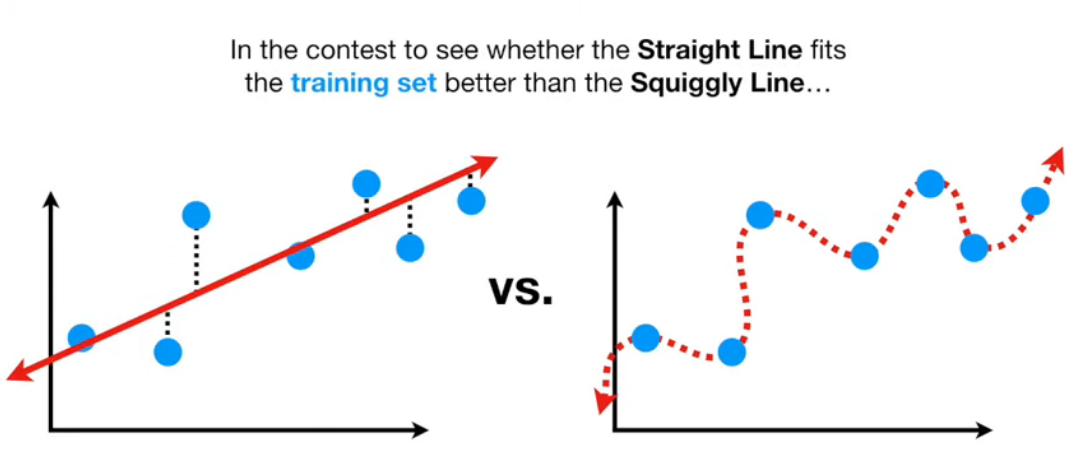 In the contest to see whether the Straight Line fits
the training set better than the Squiggly Line…
vs.